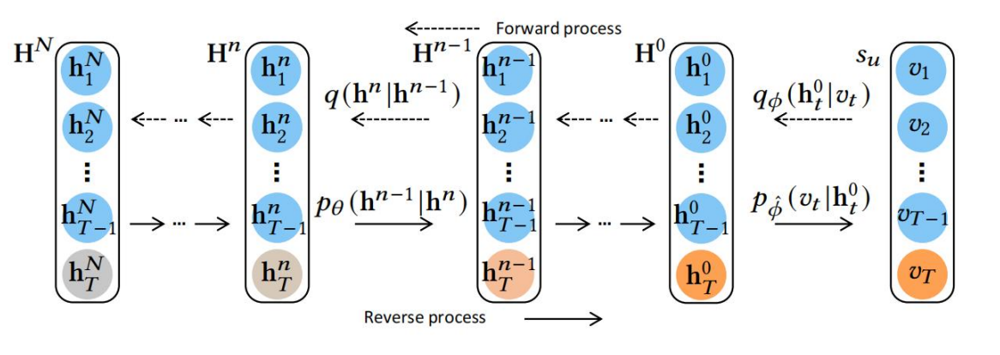 Forward process
H^N H^n H^{n-1} H^0 s_u
h_1^N h_1^n h_1^{n-1} h_1^0 v_1
q(h^n|h^{n-1}) q_ϕ(h_t^0|v_t)
h_2^N ... h_2^n h_2^{n-1} ... h_2^0 v_2
⋮ ⋮ ⋮ ⋮ ⋮
p_θ(h^{n-1}|h^n) p_ϕ̂(v_t|h_t^0)
h_{T-1}^N ... h_{T-1}^n h_{T-1}^{n-1} ... h_{T-1}^0 v_{T-1}
h_T^N h_T^n h_T^{n-1} h_T^0 v_T
Reverse process